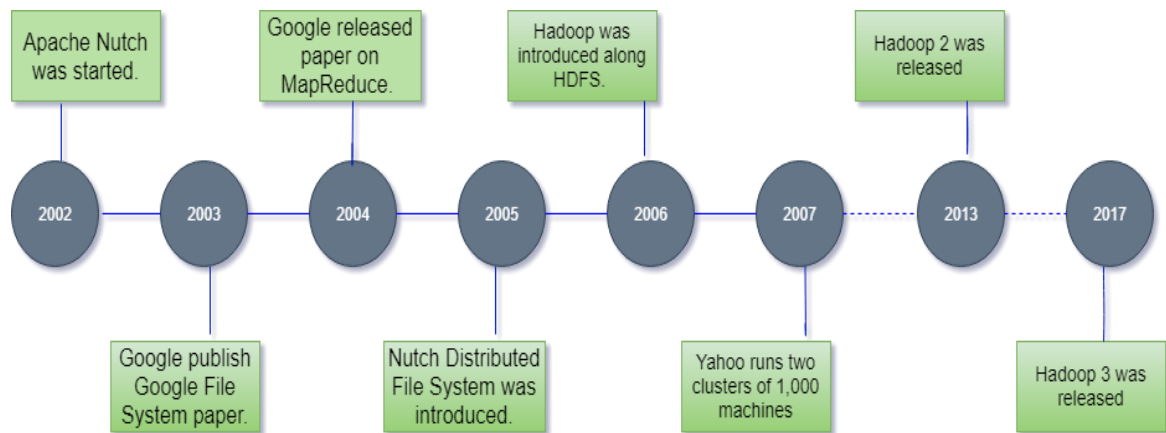 Apache Nutch
was started.
Google released
paper on
MapReduce.
Hadoop was
introduced along
HDFS.
Hadoop 2 was
released
2002
2003
2004
2005
2006
2007
2013
2017
Google publish
Google File
System paper.
Nutch Distributed
File System was
introduced.
Yahoo runs two
clusters of 1,000
machines
Hadoop 3 was
released